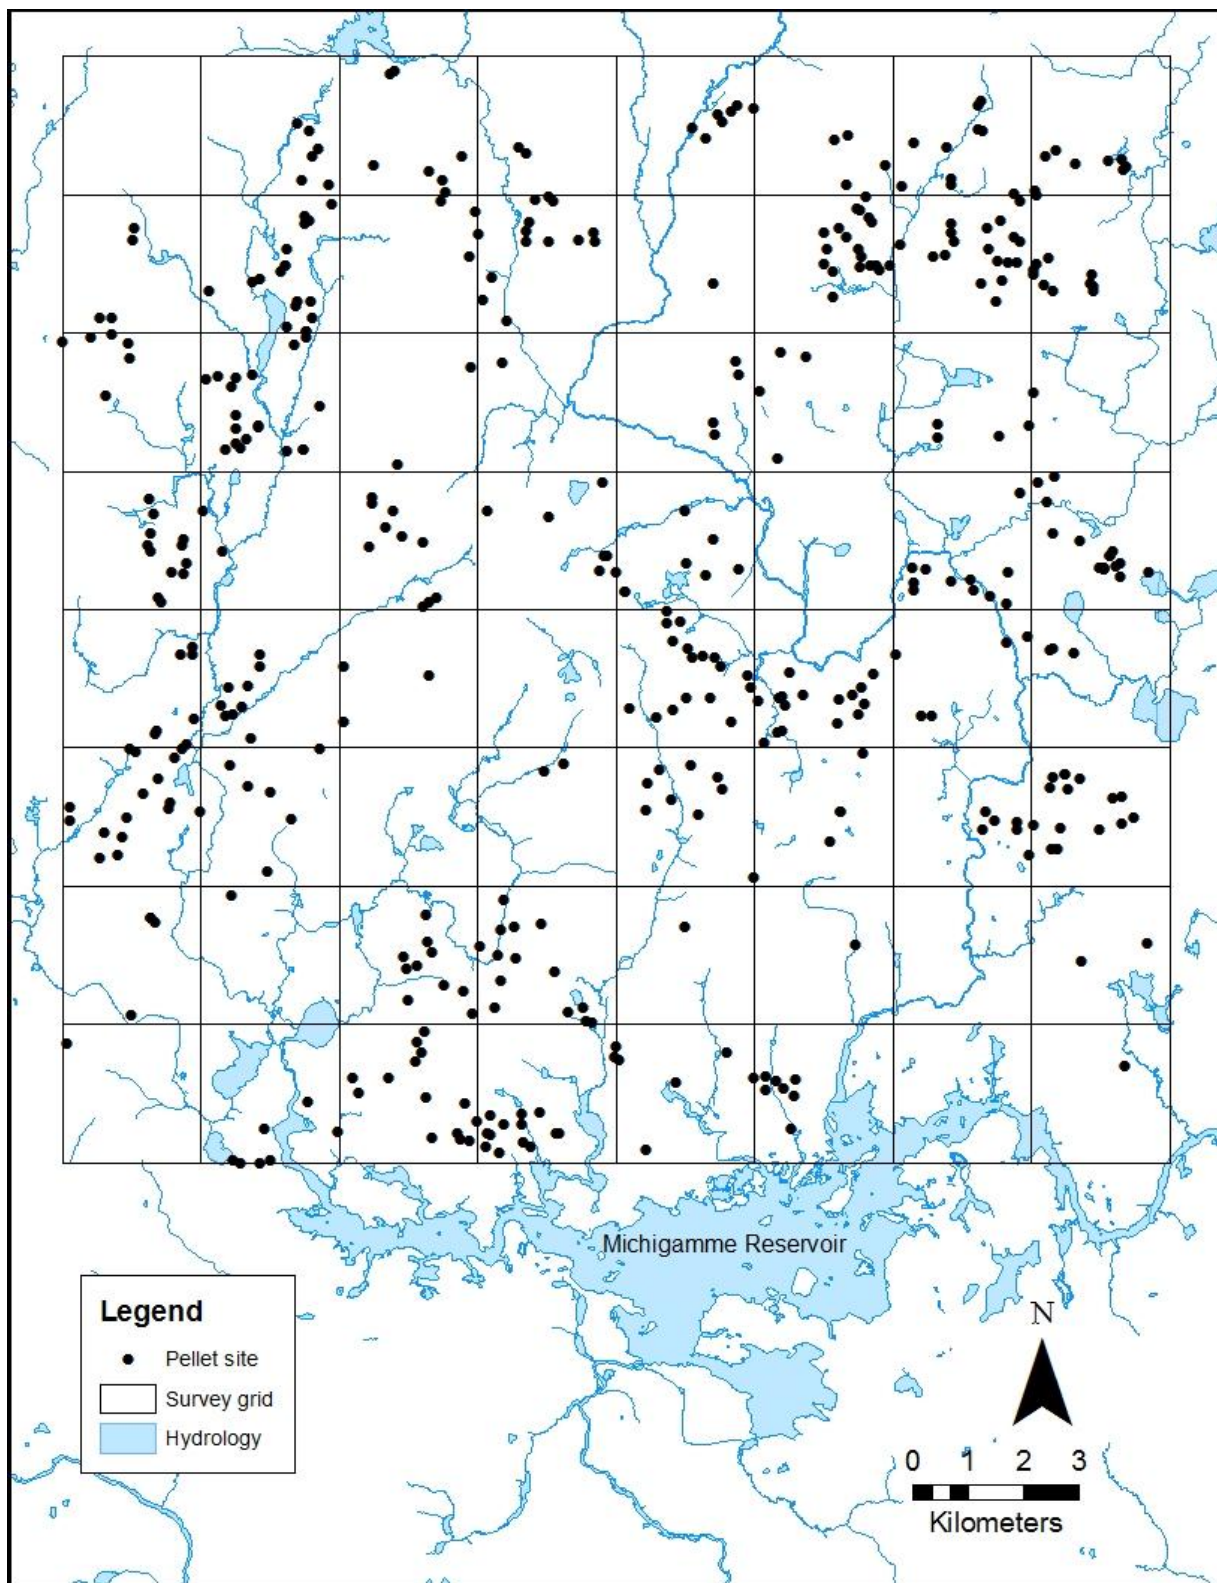 Michigamme Reservoir
Legend
Pellet site
Survey grid
Hydrology
N
0 1 2 3
Kilometers